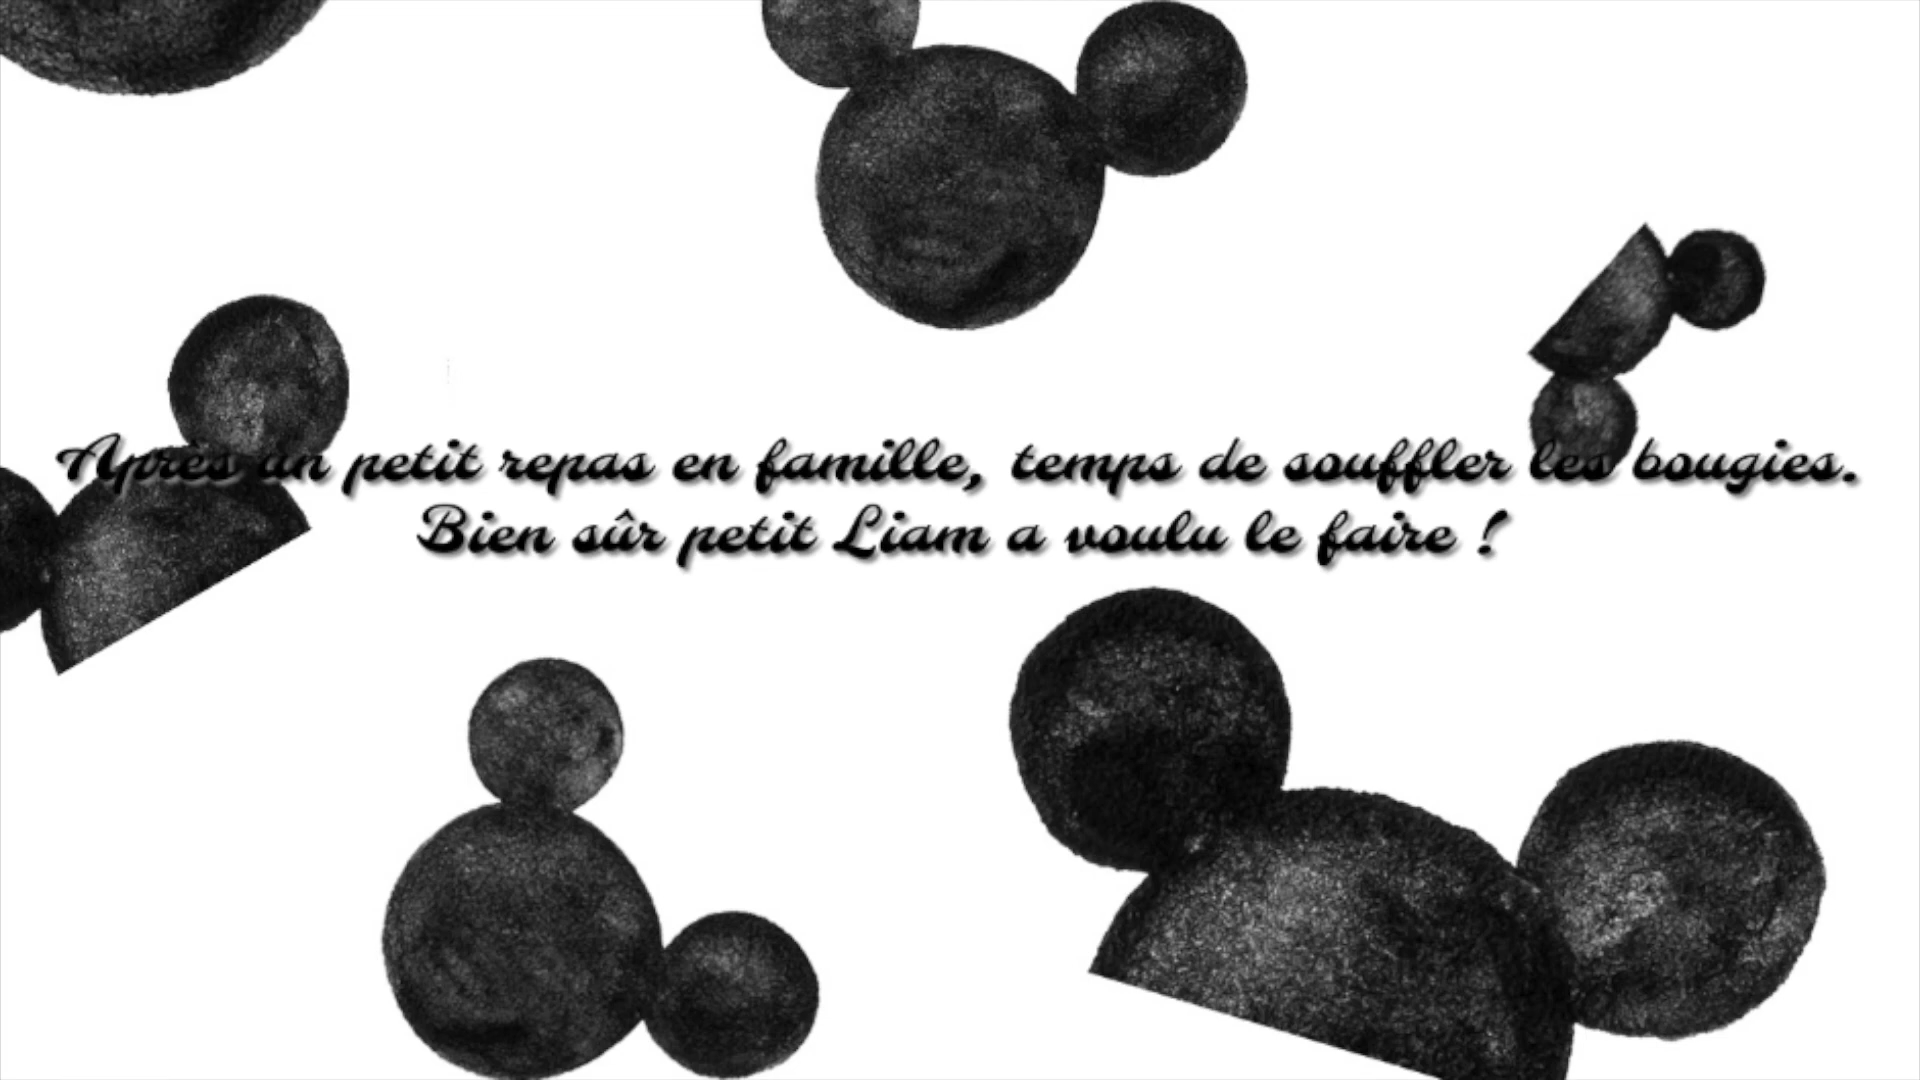 Après un petit repas en famille, temps de souffler les bougies.
Bien sûr petit Liam a voulu le faire !